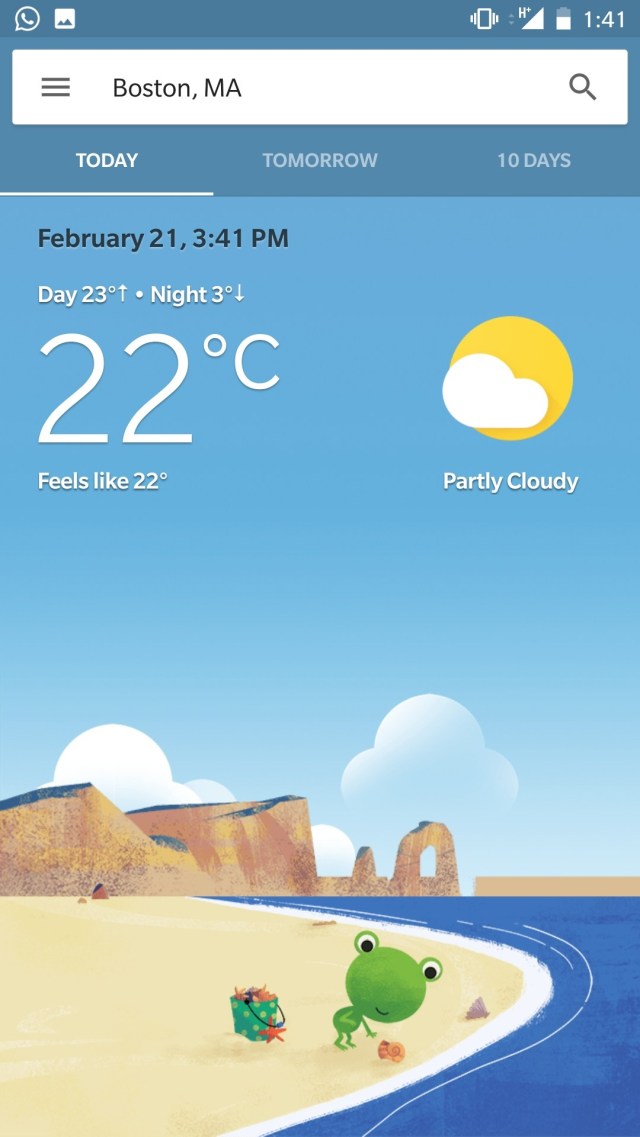 H+ 1:41
Boston, MA
TODAY TOMORROW 10 DAYS
February 21, 3:41 PM
Day 23°↑ • Night 3°↓
22°C
Feels like 22°
Partly Cloudy